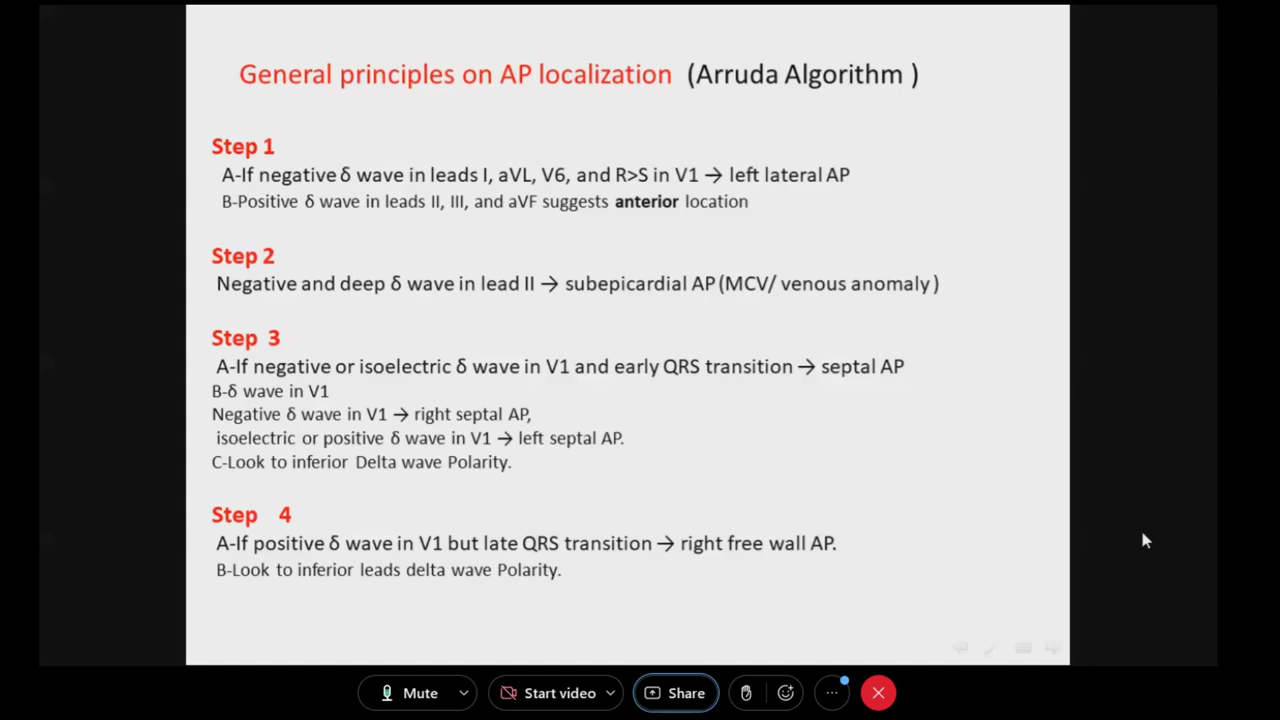 General principles on AP localization (Arruda Algorithm )
Step 1
A-If negative δ wave in leads I, aVL, V6, and R>S in V1 → left lateral AP
B-Positive δ wave in leads II, III, and aVF suggests anterior location
Step 2
Negative and deep δ wave in lead II → subepicardial AP(MCV/ venous anomaly)
Step 3
A-If negative or isoelectric δ wave in V1 and early QRS transition → septal AP
B-δ wave in V1
Negative δ wave in V1 → right septal AP,
isoelectric or positive δ wave in V1 → left septal AP.
C-Look to inferior Delta wave Polarity.
Step 4
A-If positive δ wave in V1 but late QRS transition → right free wall AP.
B-Look to inferior leads delta wave Polarity.
Mute
Start video
Share